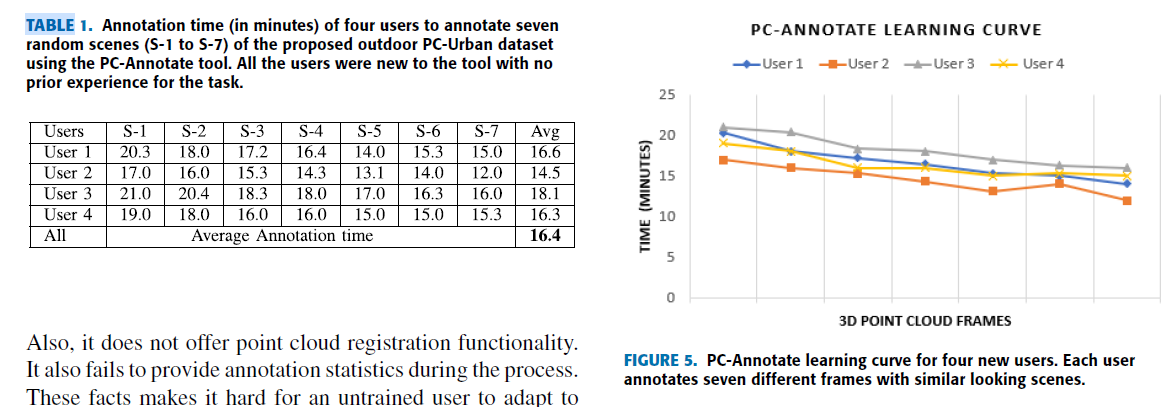 TABLE 1. Annotation time (in minutes) of four users to annotate seven
random scenes (S-1 to S-7) of the proposed outdoor PC-Urban dataset
using the PC-Annotate tool. All the users were new to the tool with no
prior experience for the task.
Users S-1 S-2 S-3 S-4 S-5 S-6 S-7 Avg
User 1 20.3 18.0 17.2 16.4 14.0 15.3 15.0 16.6
User 2 17.0 16.0 15.3 14.3 13.1 14.0 12.0 14.5
User 3 21.0 20.4 18.3 18.0 17.0 16.3 16.0 18.1
User 4 19.0 18.0 16.0 16.0 15.0 15.0 15.3 16.3
All Average Annotation time 16.4
Also, it does not offer point cloud registration functionality.
It also fails to provide annotation statistics during the process.
These facts makes it hard for an untrained user to adapt to
PC-ANNOTATE LEARNING CURVE
User 1 User 2 User 3 User 4
25
20
15
10
5
0
TIME (MINUTES)
3D POINT CLOUD FRAMES
FIGURE 5. PC-Annotate learning curve for four new users. Each user
annotates seven different frames with similar looking scenes.